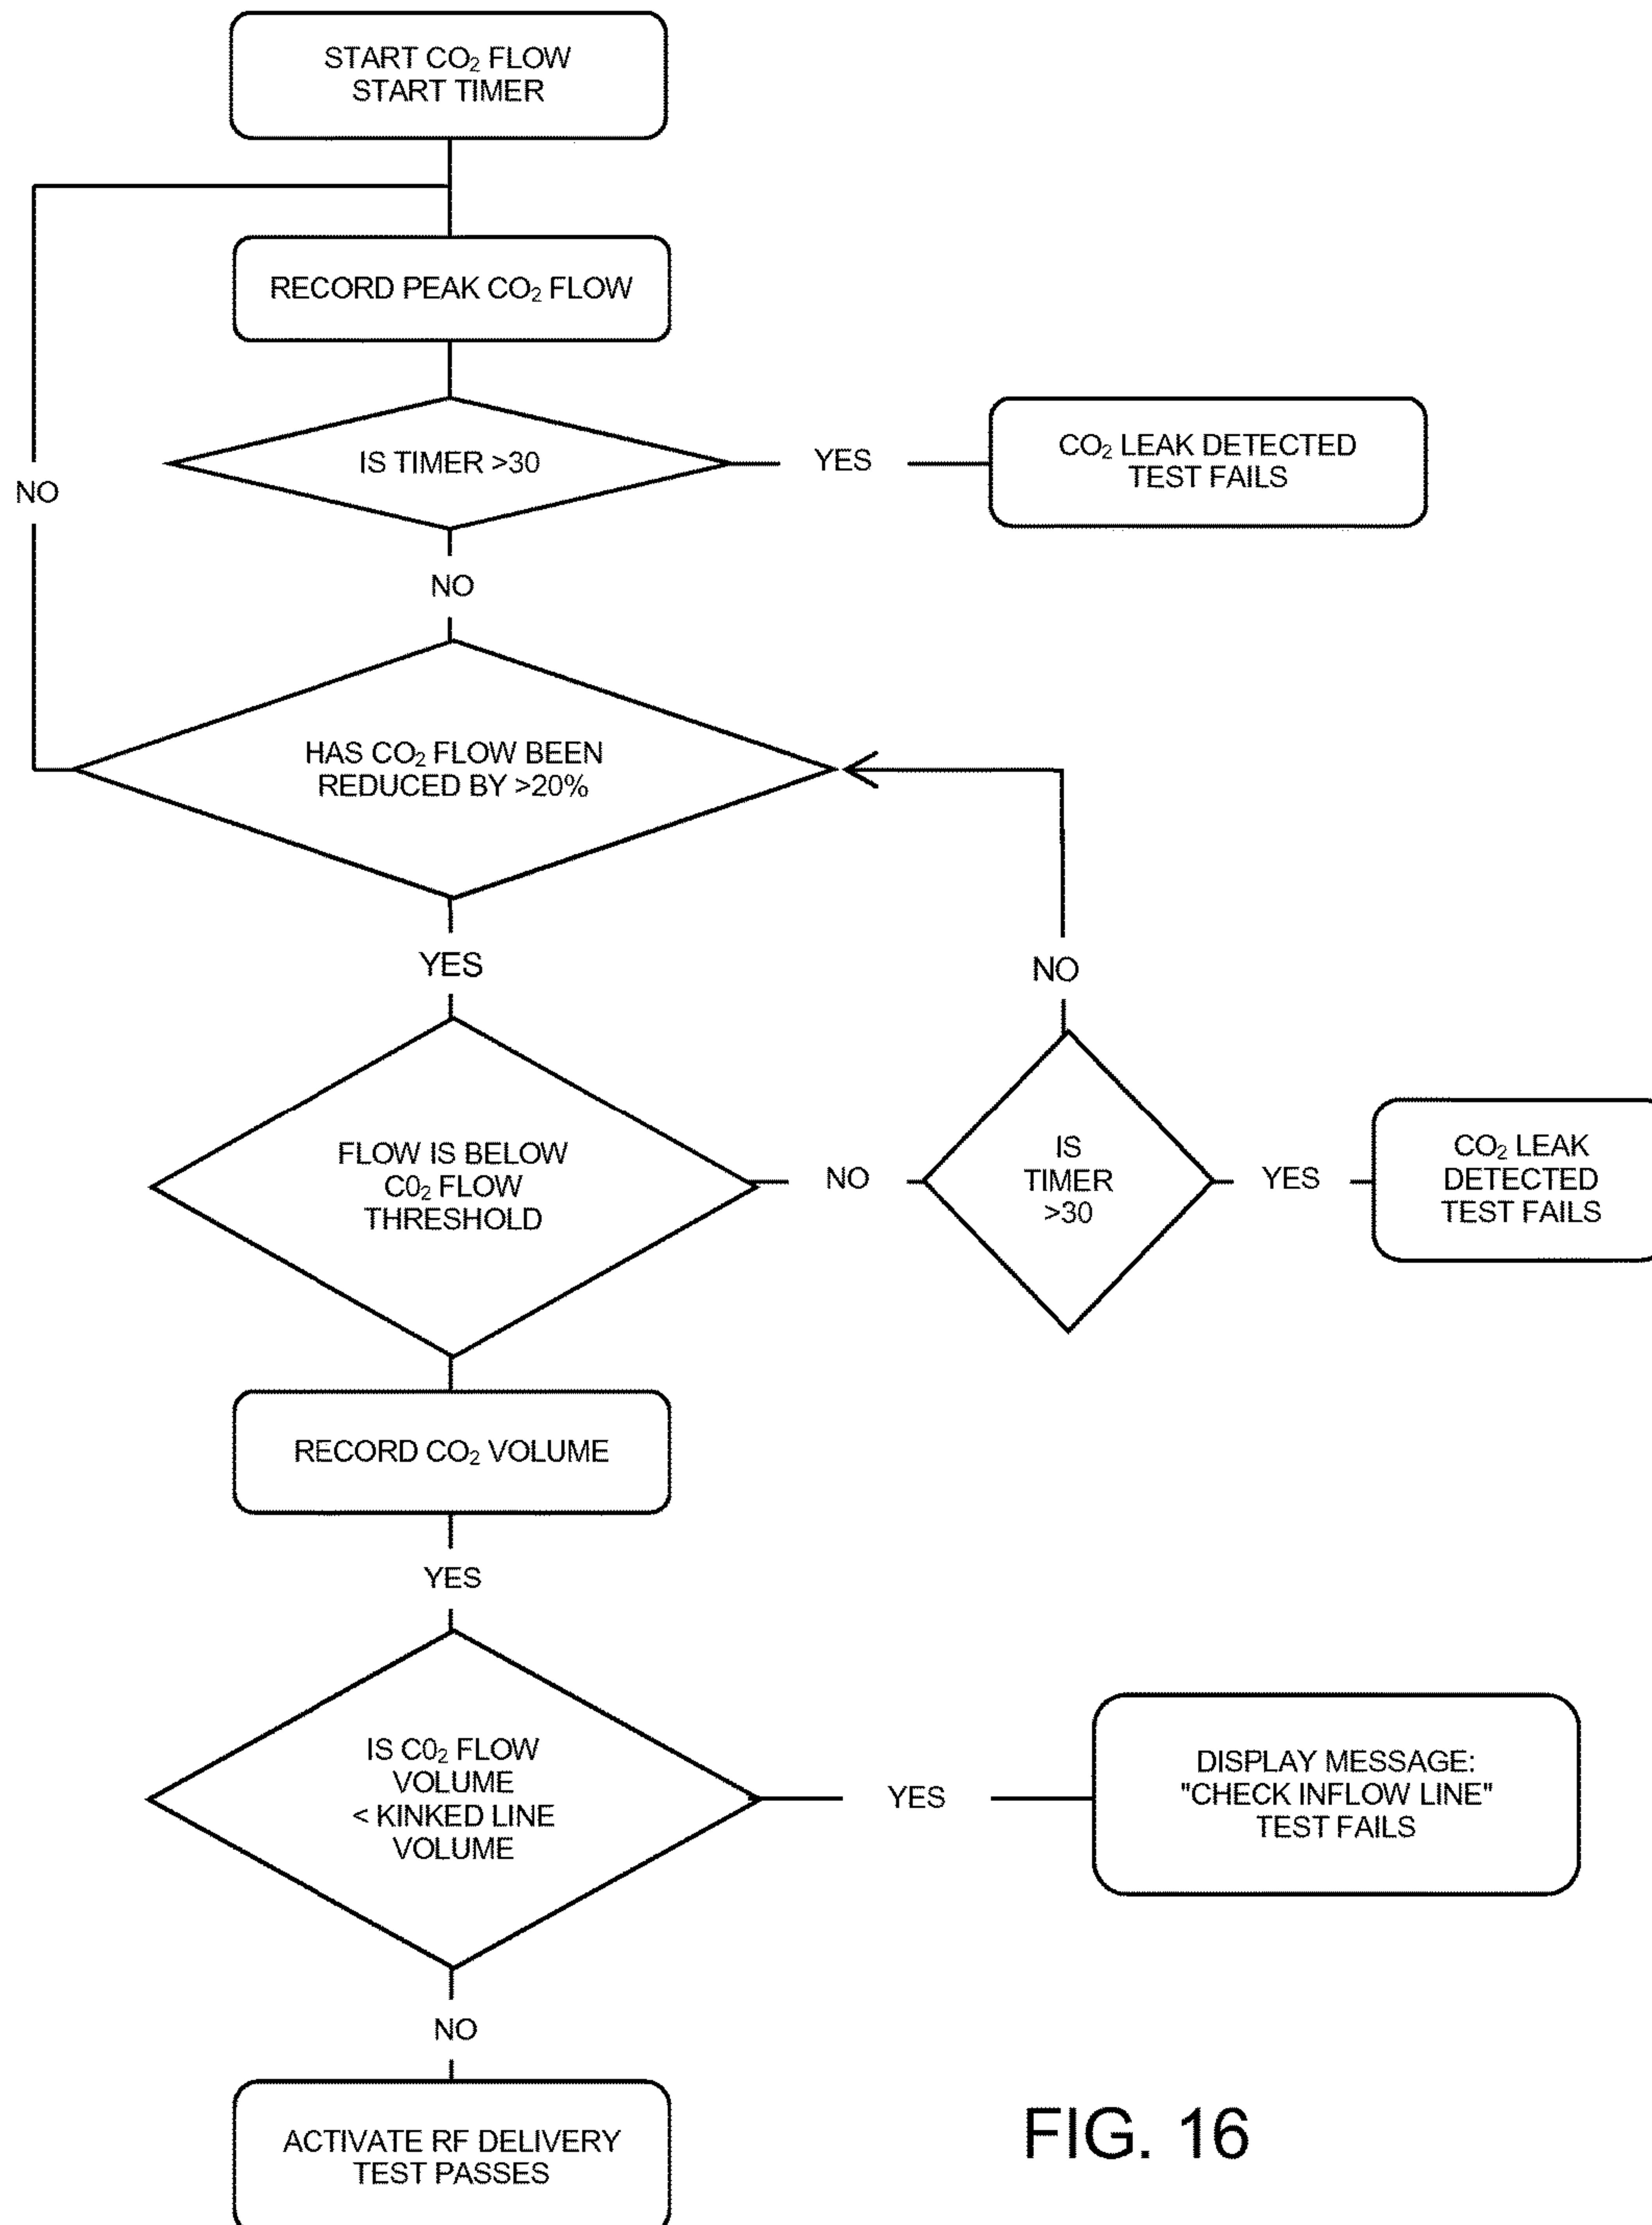 START CO₂ FLOW
START TIMER
RECORD PEAK CO₂ FLOW
IS TIMER >30
YES
CO₂ LEAK DETECTED
TEST FAILS
NO
NO
HAS CO₂ FLOW BEEN
REDUCED BY >20%
YES
NO
FLOW IS BELOW
C0₂ FLOW
THRESHOLD
NO
IS
TIMER
>30
YES
CO₂ LEAK
DETECTED
TEST FAILS
RECORD CO₂ VOLUME
YES
IS C0₂ FLOW
VOLUME
< KINKED LINE
VOLUME
YES
DISPLAY MESSAGE:
"CHECK INFLOW LINE"
TEST FAILS
NO
ACTIVATE RF DELIVERY
TEST PASSES
FIG. 16